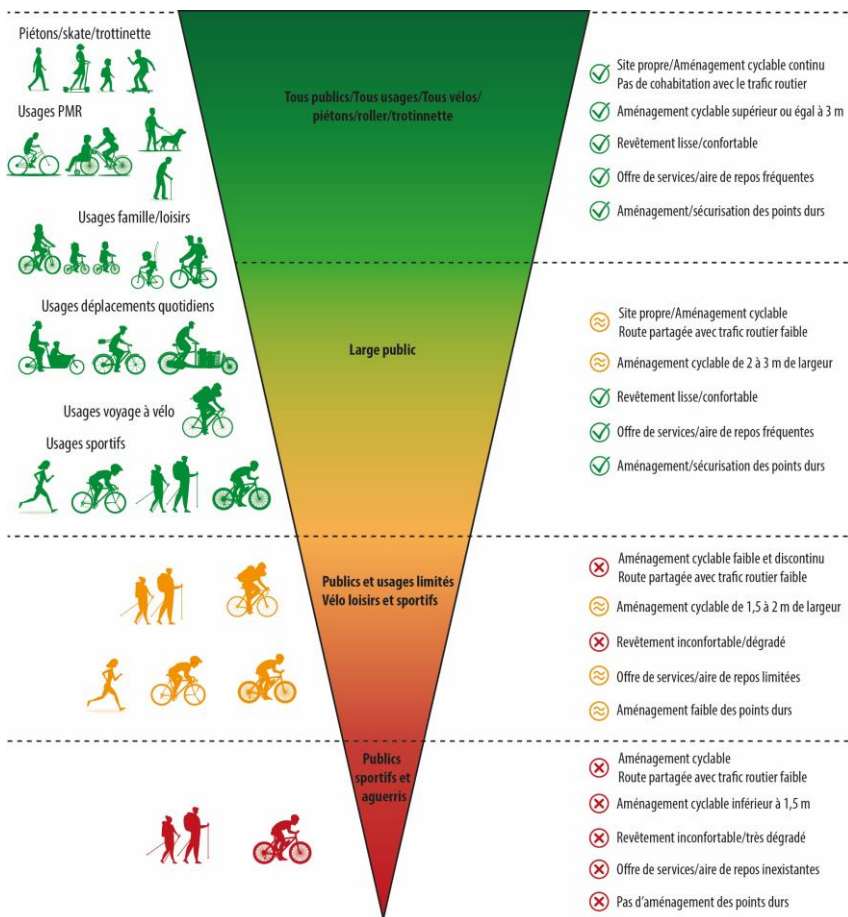 Piétons/skate/trottinette
Usages PMR
Usages famille/loisirs
Usages déplacements quotidiens
Usages voyage à vélo
Usages sportifs
Tous publics/Tous usages/Tous vélos/
piétons/roller/trotinnette
Site propre/Aménagement cyclable continu
Pas de cohabitation avec le trafic routier
Aménagement cyclable supérieur ou égal à 3 m
Revêtement lisse/confortable
Offre de services/aire de repos fréquentes
Aménagement/sécurisation des points durs
Large public
Site propre/Aménagement cyclable
Route partagée avec trafic routier faible
Aménagement cyclable de 2 à 3 m de largeur
Revêtement lisse/confortable
Offre de services/aire de repos fréquentes
Aménagement/sécurisation des points durs
Publics et usages limités
Vélo loisirs et sportifs
Aménagement cyclable faible et discontinu
Route partagée avec trafic routier faible
Aménagement cyclable de 1,5 à 2 m de largeur
Revêtement inconfortable/dégradé
Offre de services/aire de repos limitées
Aménagement faible des points durs
Publics
sportifs et
aguerris
Aménagement cyclable
Route partagée avec trafic routier faible
Aménagement cyclable inférieur à 1,5 m
Revêtement inconfortable/très dégradé
Offre de services/aire de repos inexistantes
Pas d'aménagement des points durs